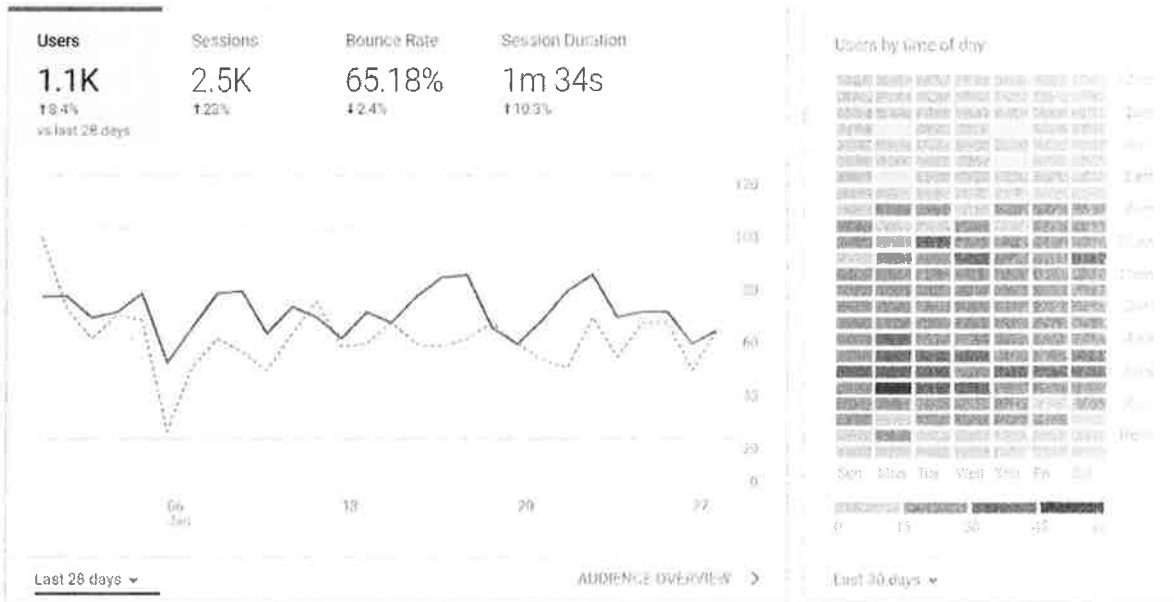 Users
1.1K
↑8.4%
vs last 28 days
Sessions
2.5K
↑23%
Bounce Rate
65.18%
↓2.4%
Session Duration
1m 34s
↑10.3%
120
100
80
60
40
20
0
06
Jan
13
20
27
Last 28 days
AUDIENCE OVERVIEW
Users by time of day
Sun Mon Tue Wed Thu Fri Sat
0 15 30 45
Last 30 days